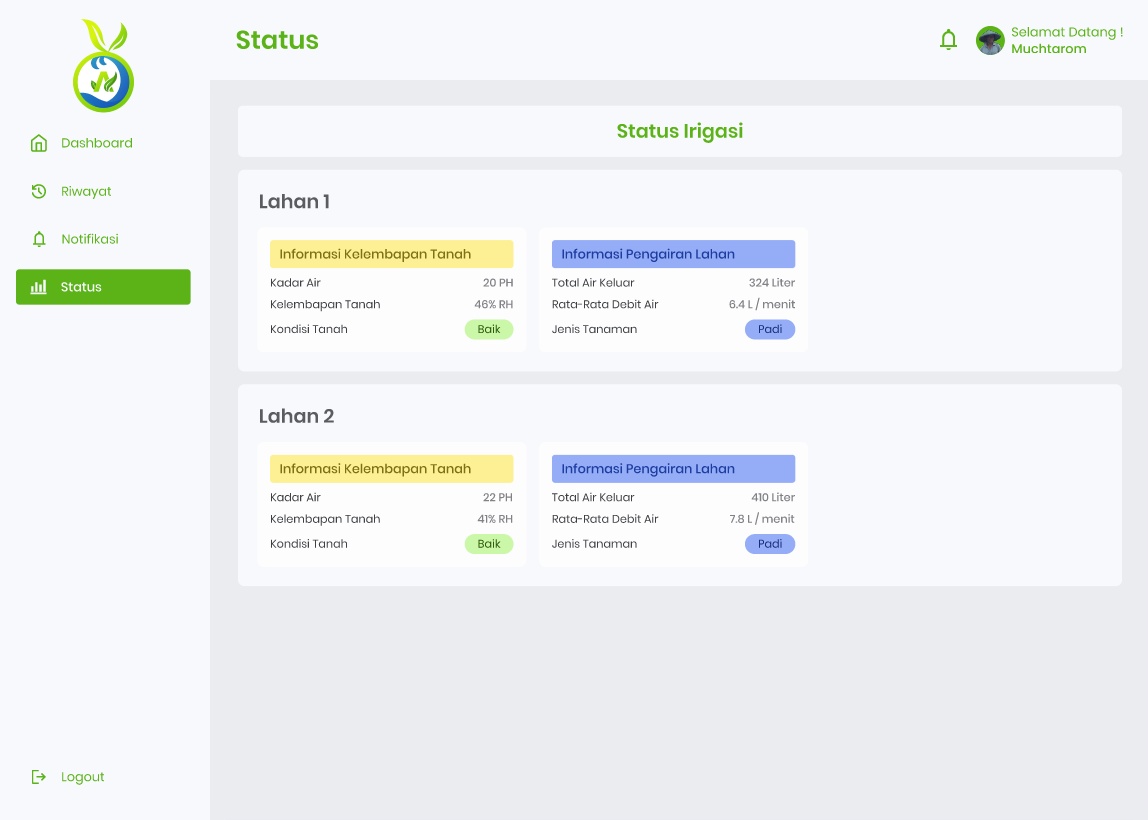 Status
Selamat Datang !
Muchtarom
Dashboard
Riwayat
Notifikasi
Status
Logout
Status Irigasi
Lahan 1
Informasi Kelembapan Tanah
Kadar Air 20 PH
Kelembapan Tanah 46% RH
Kondisi Tanah Baik
Informasi Pengairan Lahan
Total Air Keluar 324 Liter
Rata-Rata Debit Air 6.4 L / menit
Jenis Tanaman Padi
Lahan 2
Informasi Kelembapan Tanah
Kadar Air 22 PH
Kelembapan Tanah 41% RH
Kondisi Tanah Baik
Informasi Pengairan Lahan
Total Air Keluar 410 Liter
Rata-Rata Debit Air 7.8 L / menit
Jenis Tanaman Padi